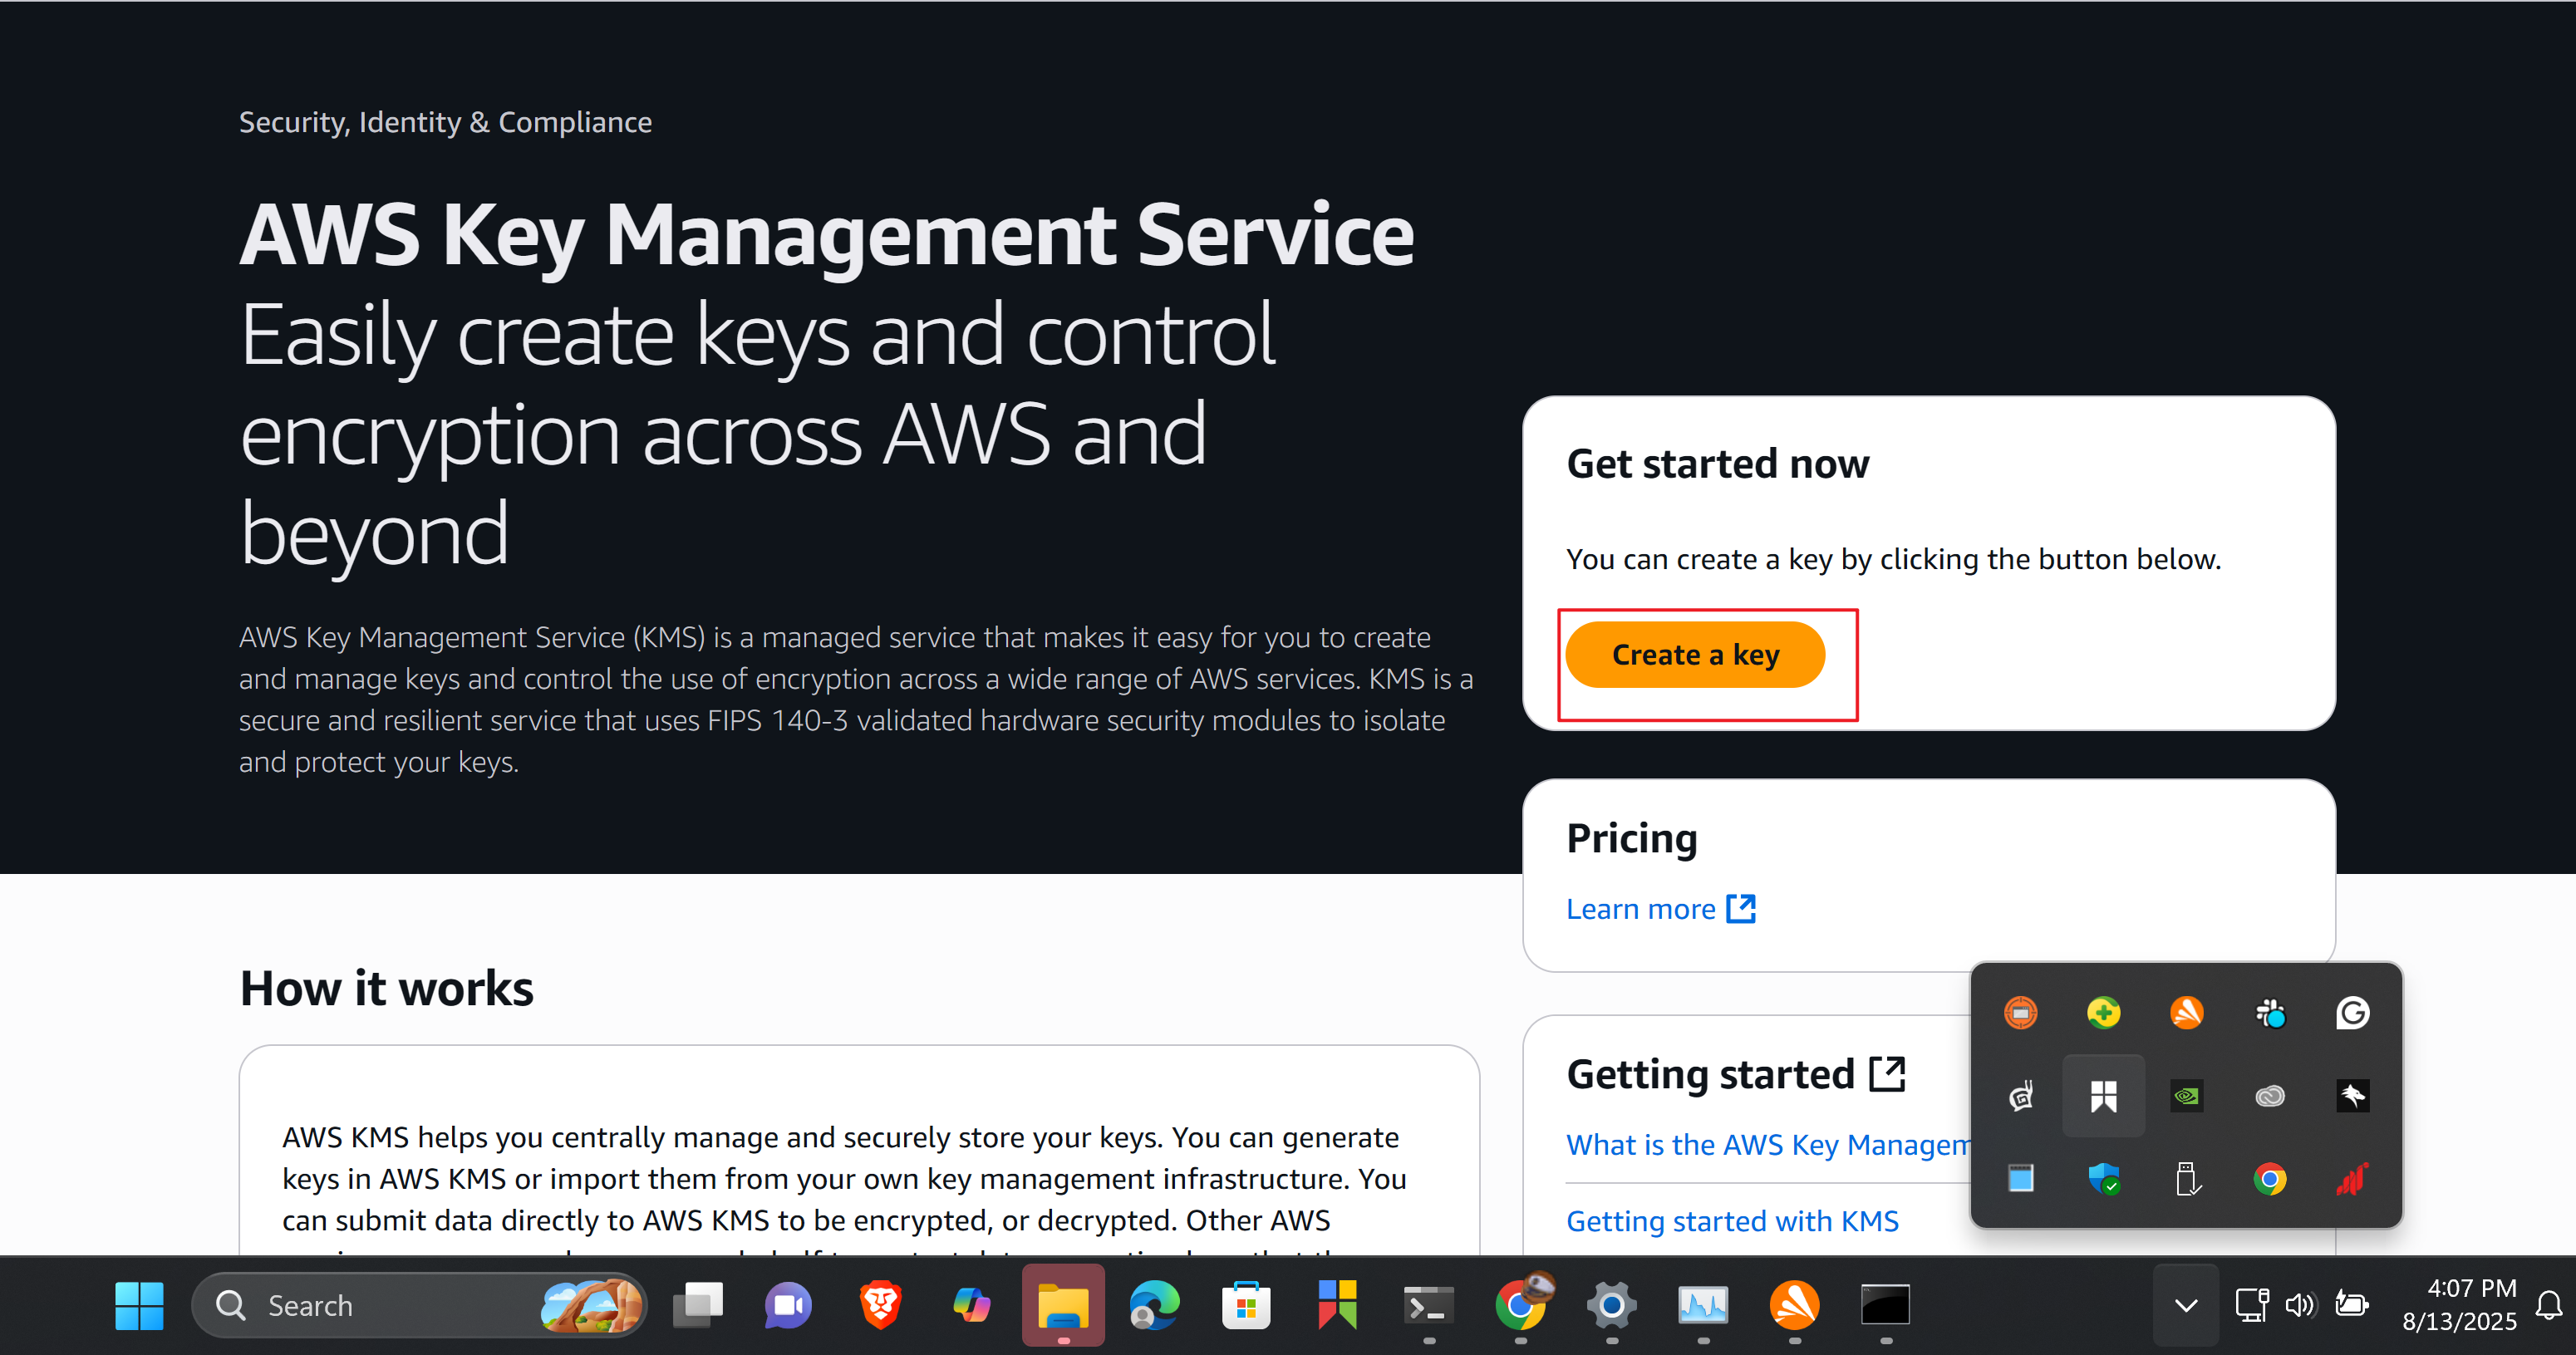 Security, Identity & Compliance
AWS Key Management Service
Easily create keys and control
encryption across AWS and
beyond
AWS Key Management Service (KMS) is a managed service that makes it easy for you to create
and manage keys and control the use of encryption across a wide range of AWS services. KMS is a
secure and resilient service that uses FIPS 140-3 validated hardware security modules to isolate
and protect your keys.
Get started now
You can create a key by clicking the button below.
Create a key
Pricing
Learn more
How it works
AWS KMS helps you centrally manage and securely store your keys. You can generate
keys in AWS KMS or import them from your own key management infrastructure. You
can submit data directly to AWS KMS to be encrypted, or decrypted. Other AWS
Getting started
What is the AWS Key Managem
Getting started with KMS
Search
4:07 PM
8/13/2025